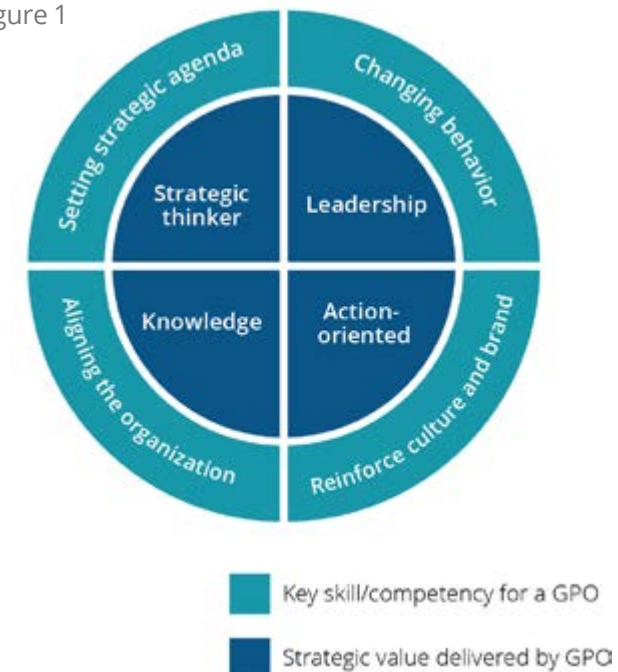 gure 1
Setting strategic agenda
Changing behavior
Strategic
thinker
Leadership
Knowledge
Action-
oriented
Aligning the organization
Reinforce culture and brand
Key skill/competency for a GPO
Strategic value delivered by GPO